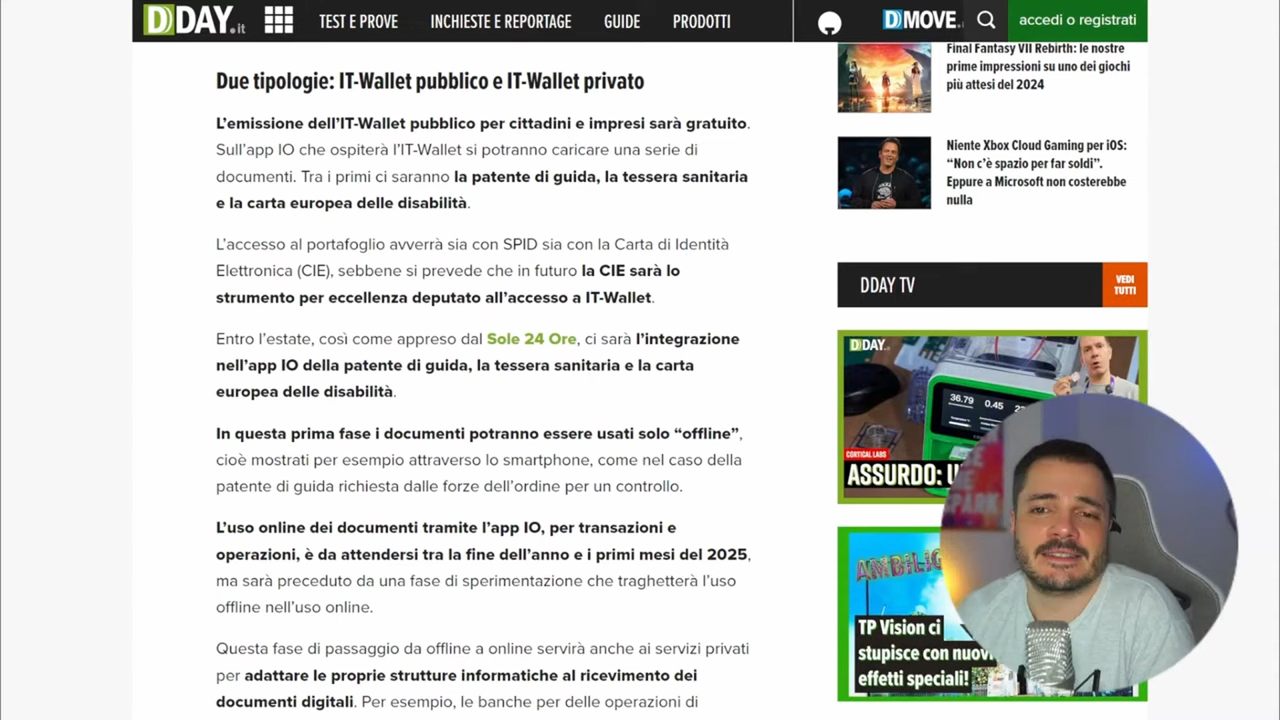 DDAY.it
TEST E PROVE
INCHIESTE E REPORTAGE
GUIDE
PRODOTTI
DMOVE.
accedi o registrati
Due tipologie: IT-Wallet pubblico e IT-Wallet privato
L'emissione dell'IT-Wallet pubblico per cittadini e impresi sarà gratuito.
Sull'app IO che ospiterà l'IT-Wallet si potranno caricare una serie di
documenti. Tra i primi ci saranno la patente di guida, la tessera sanitaria
e la carta europea delle disabilità.
L'accesso al portafoglio avverrà sia con SPID sia con la Carta di Identità
Elettronica (CIE), sebbene si prevede che in futuro la CIE sarà lo
strumento per eccellenza deputato all'accesso a IT-Wallet.
Entro l'estate, così come appreso dal Sole 24 Ore, ci sarà l'integrazione
nell'app IO della patente di guida, la tessera sanitaria e la carta
europea delle disabilità.
In questa prima fase i documenti potranno essere usati solo “offline”,
cioè mostrati per esempio attraverso lo smartphone, come nel caso della
patente di guida richiesta dalle forze dell'ordine per un controllo.
L'uso online dei documenti tramite l'app IO, per transazioni e
operazioni, è da attendersi tra la fine dell'anno e i primi mesi del 2025,
ma sarà preceduto da una fase di sperimentazione che traghetterà l'uso
offline nell'uso online.
Questa fase di passaggio da offline a online servirà anche ai servizi privati
per adattare le proprie strutture informatiche al ricevimento dei
documenti digitali. Per esempio, le banche per delle operazioni di
Final Fantasy VII Rebirth: le nostre
prime impressioni su uno dei giochi
più attesi del 2024
Niente Xbox Cloud Gaming per iOS:
“Non c'è spazio per far soldi”.
Eppure a Microsoft non costerebbe
nulla
DDAY TV
VEDI
TUTTI
DDAY.it
36.79
0.45
CORTICAL LABS
ASSURDO:
SPARK
AMBILIG
TP Vision ci
stupisce con nuovi
effetti speciali!